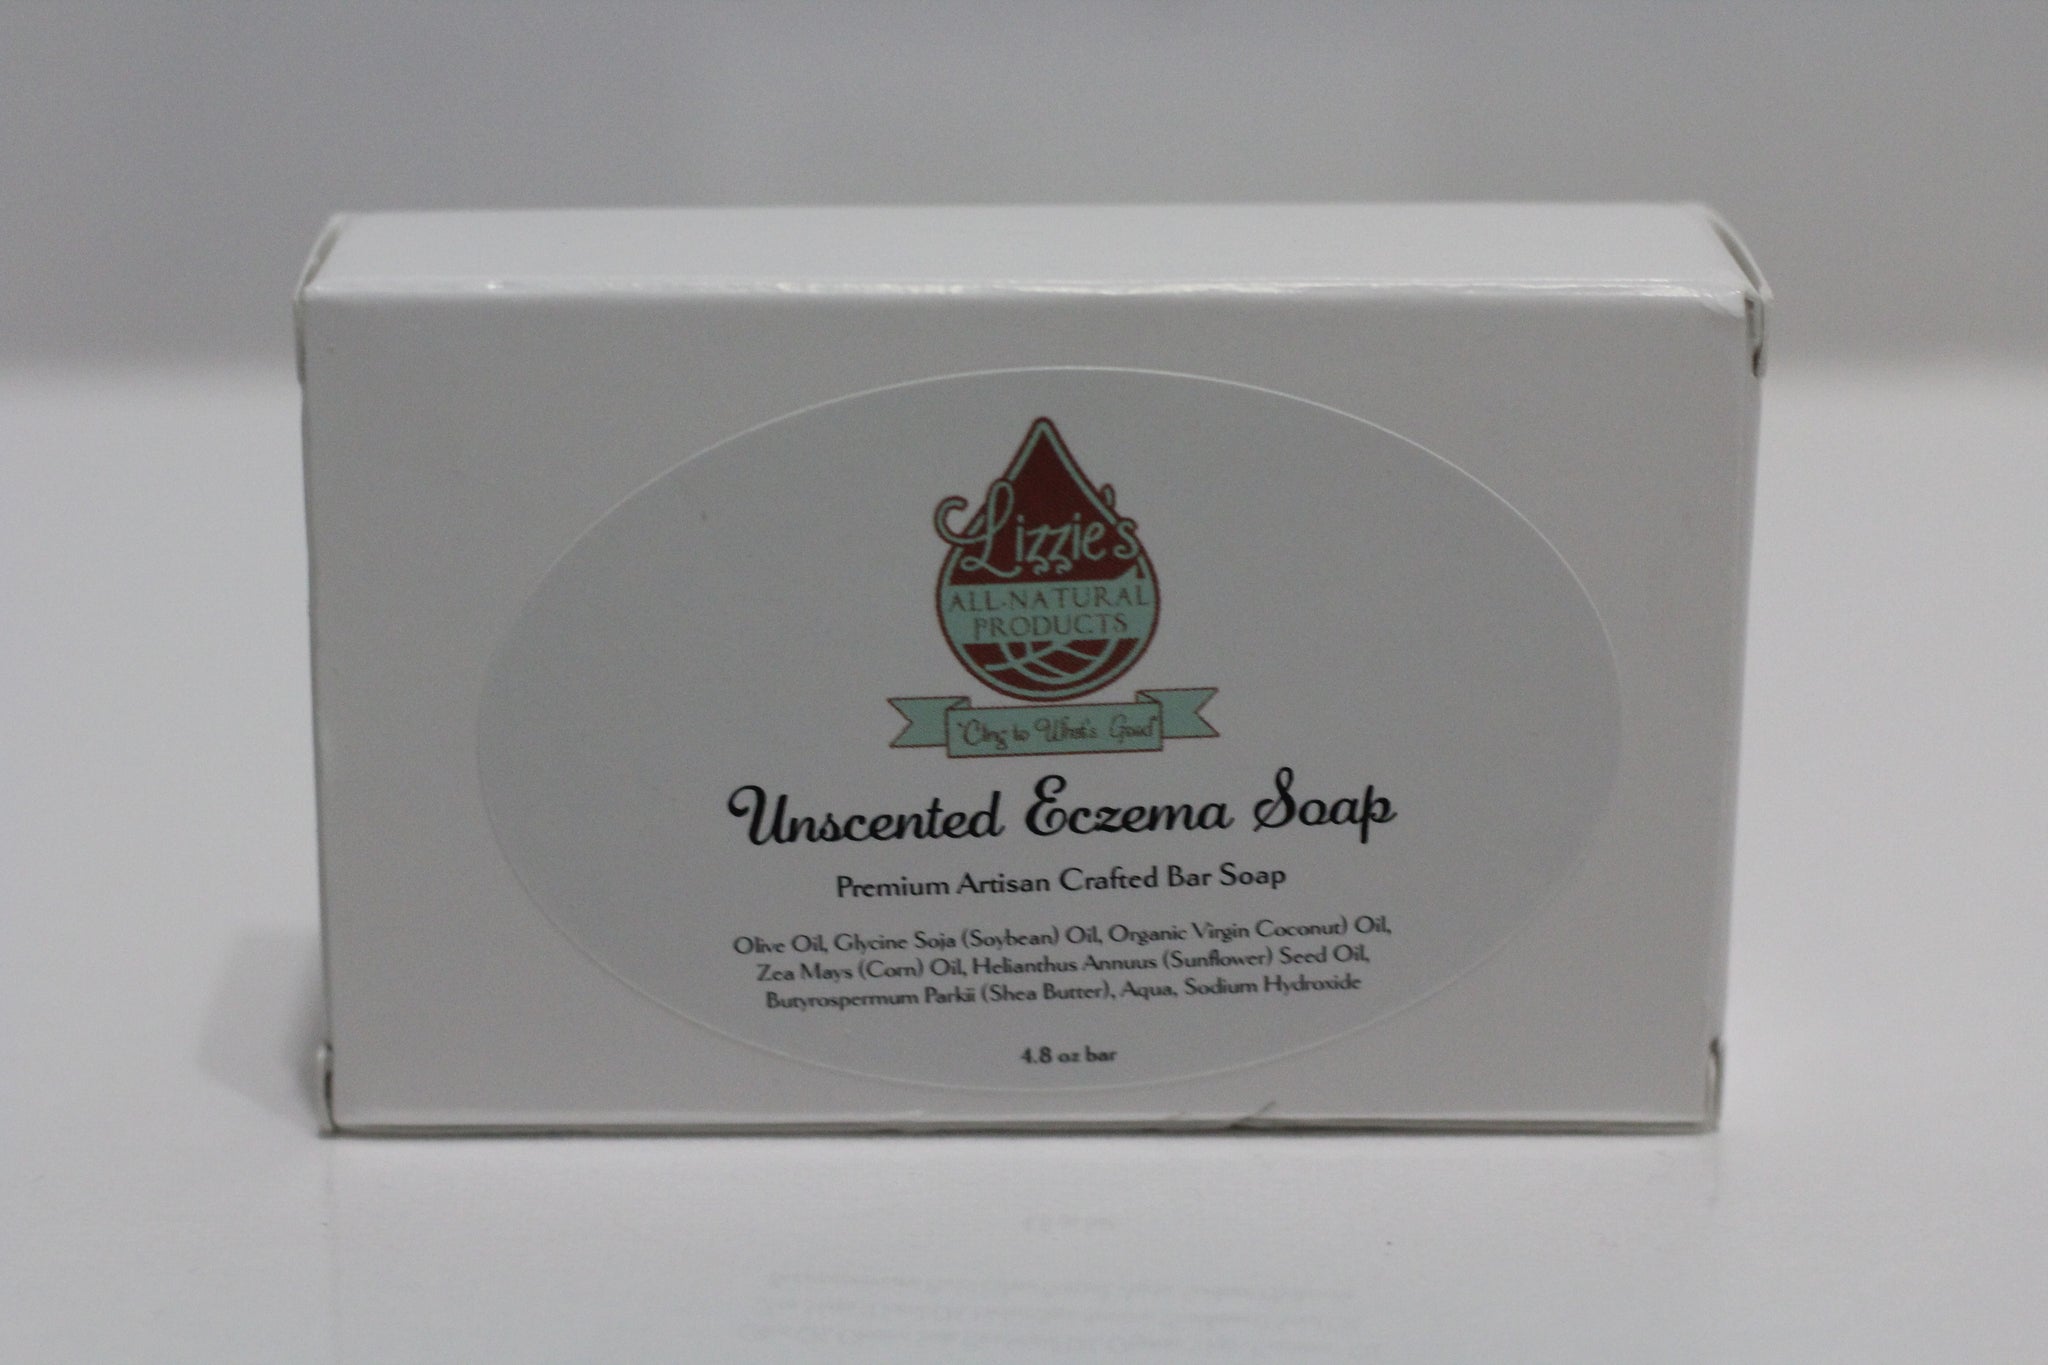 Lizzie's
ALL-NATURAL
PRODUCTS
"Cling to What's Good"
Unscented Eczema Soap
Premium Artisan Crafted Bar Soap
Olive Oil, Glycine Soja (Soybean) Oil, Organic Virgin Coconut) Oil,
Zea Mays (Corn) Oil, Helianthus Annuus (Sunflower) Seed Oil,
Butyrospermum Parkii (Shea Butter), Aqua, Sodium Hydroxide
4.8 oz bar